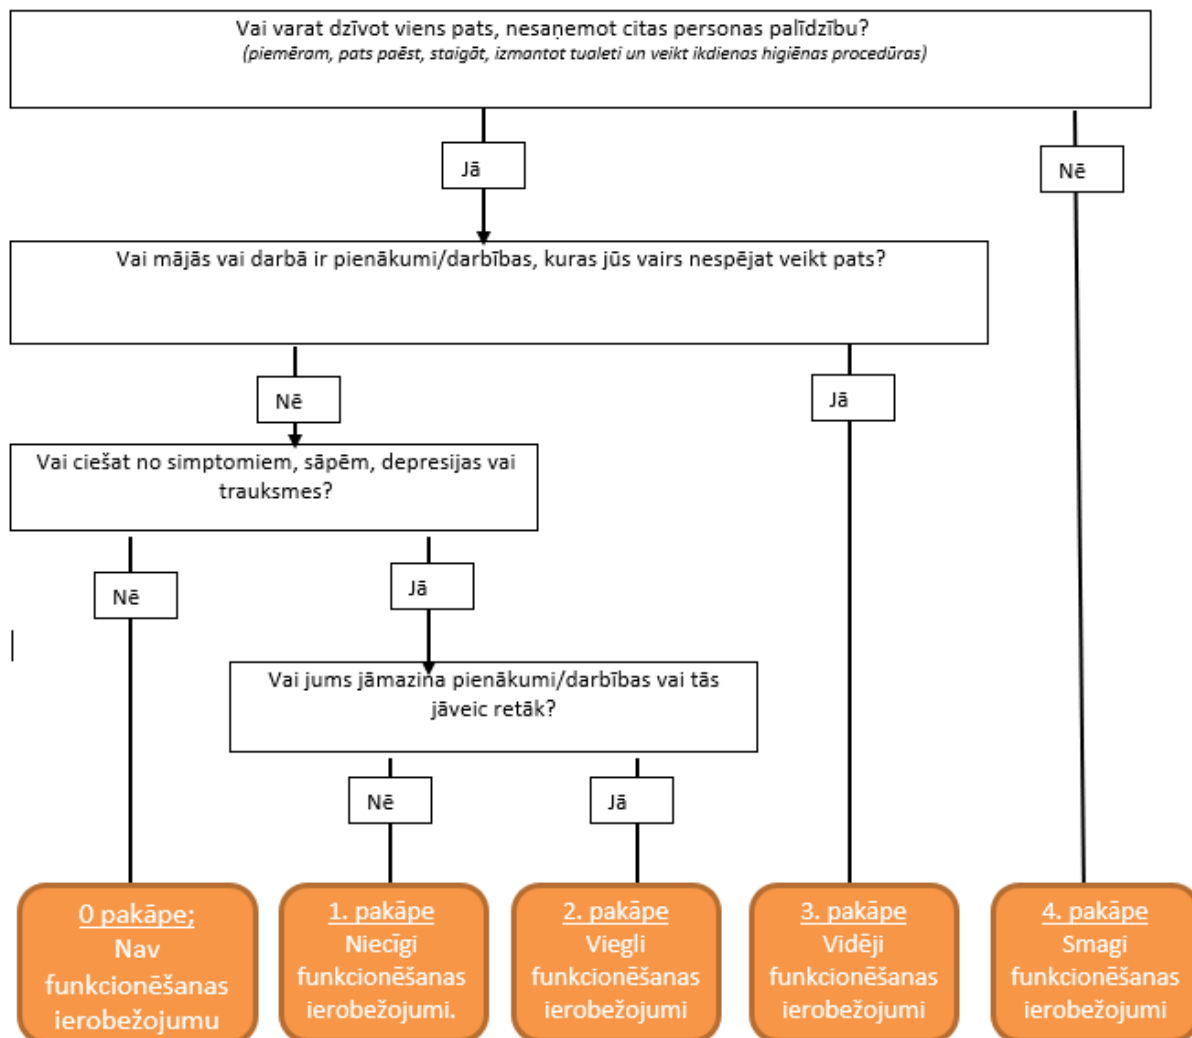 Vai varat dzīvot viens pats, nesaņemot citas personas palīdzību?
(piemēram, pats paēst, staigāt, izmantot tualeti un veikt ikdienas higiēnas procedūras)
Jā
Nē
Vai mājās vai darbā ir pienākumi/darbības, kuras jūs vairs nespējat veikt pats?
Nē
Jā
Vai ciešat no simptomiem, sāpēm, depresijas vai
trauksmes?
Nē
Jā
Vai jums jāmazina pienākumi/darbības vai tās
jāveic retāk?
Nē
Jā
0 pakāpe;
Nav
funkcionēšanas
ierobežojumu
1. pakāpe
Niecīgi
funkcionēšanas
ierobežojumi.
2. pakāpe
Viegli
funkcionēšanas
ierobežojumi
3. pakāpe
Vidēji
funkcionēšanas
ierobežojumi
4. pakāpe
Smagi
funkcionēšanas
ierobežojumi